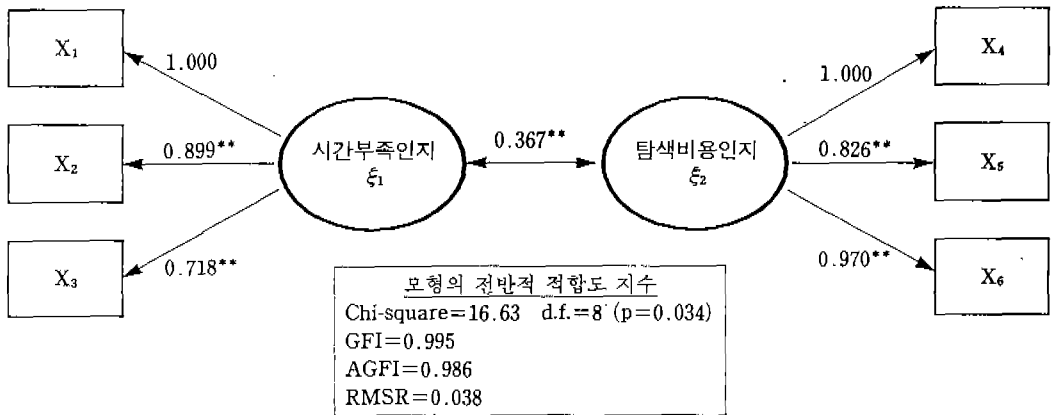 X₁
1.000
X₂
0.899**
X₃
0.718**
시간부족인지
ξ₁
0.367**
탐색비용인지
ξ₂
1.000
X₄
0.826**
X₅
0.970**
X₆
모형의 전반적 적합도 지수
Chi-square=16.63 d.f.=8 (p=0.034)
GFI=0.995
AGFI=0.986
RMSR=0.038